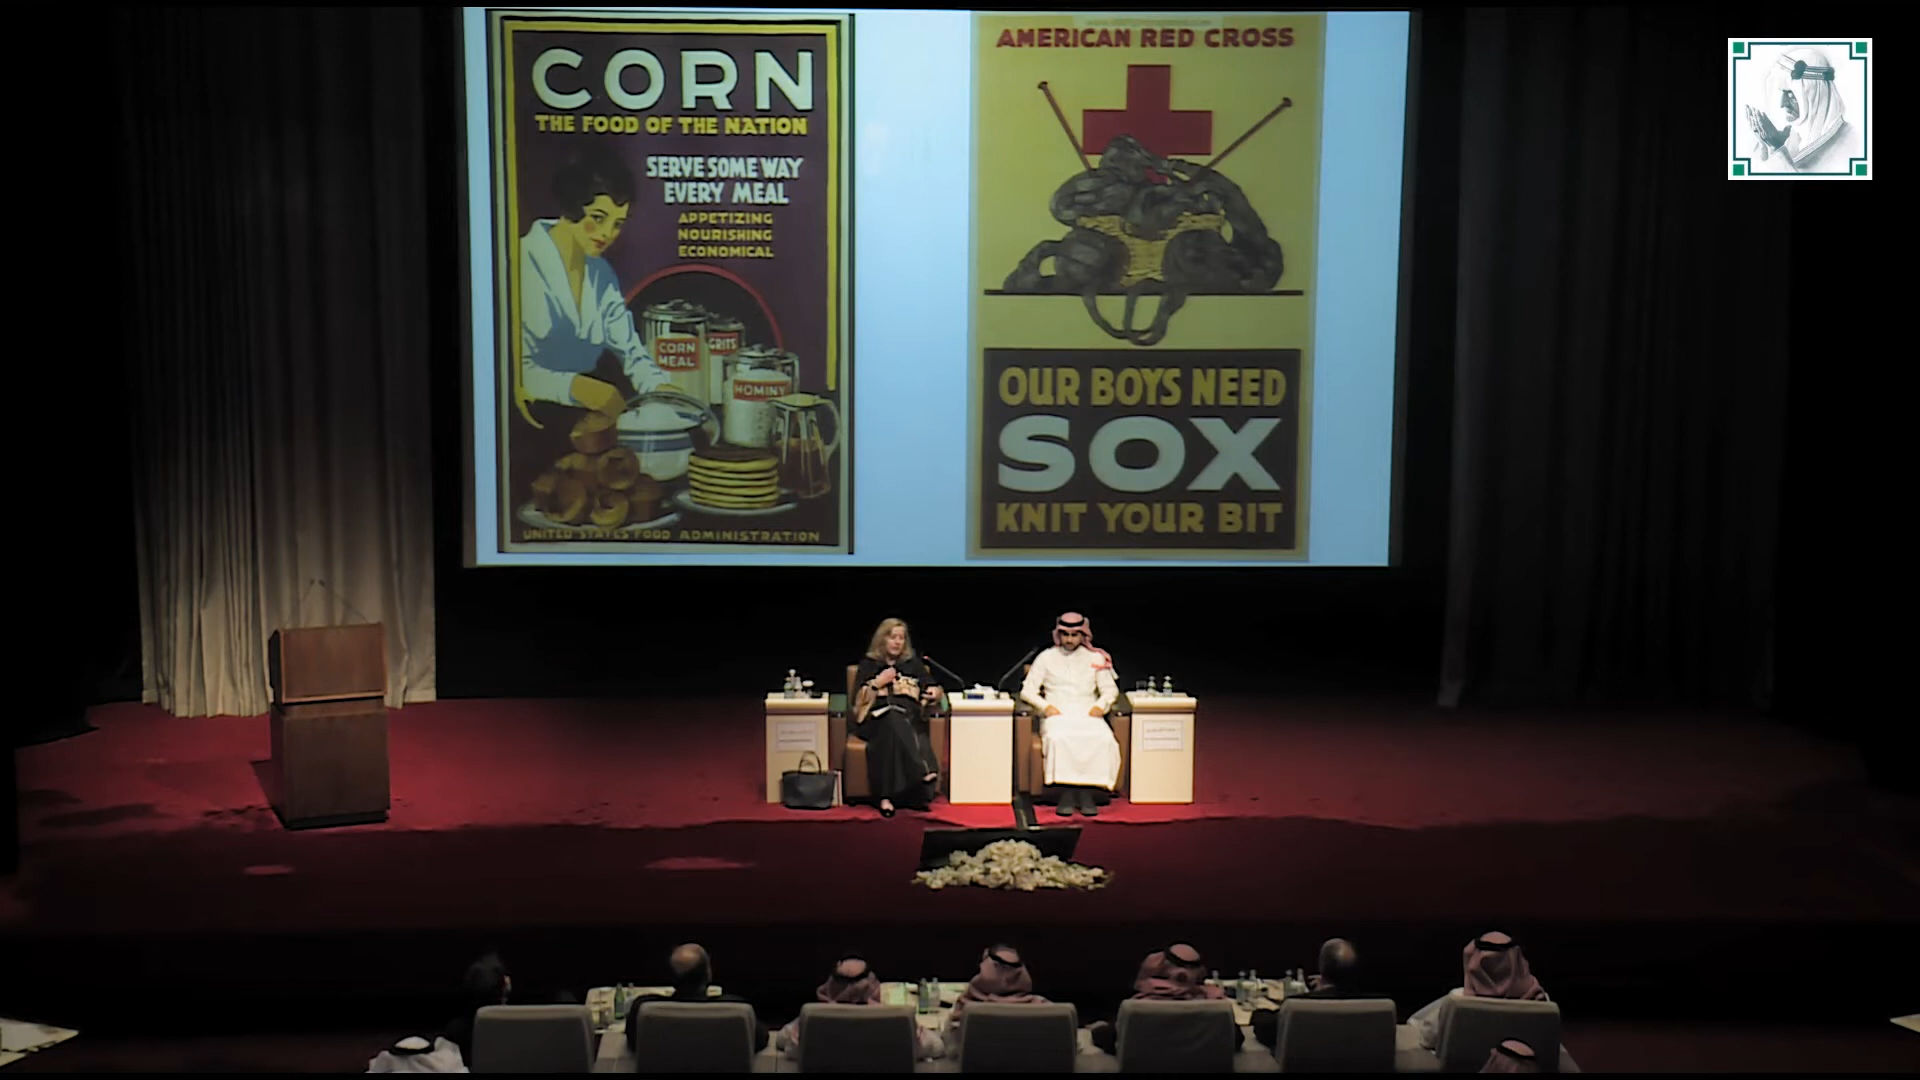 CORN
THE FOOD OF THE NATION
SERVE SOME WAY
EVERY MEAL
APPETIZING
NOURISHING
ECONOMICAL
CORN
MEAL
GRITS
HOMINY
UNITED STATES FOOD ADMINISTRATION
AMERICAN RED CROSS
OUR BOYS NEED
SOX
KNIT YOUR BIT